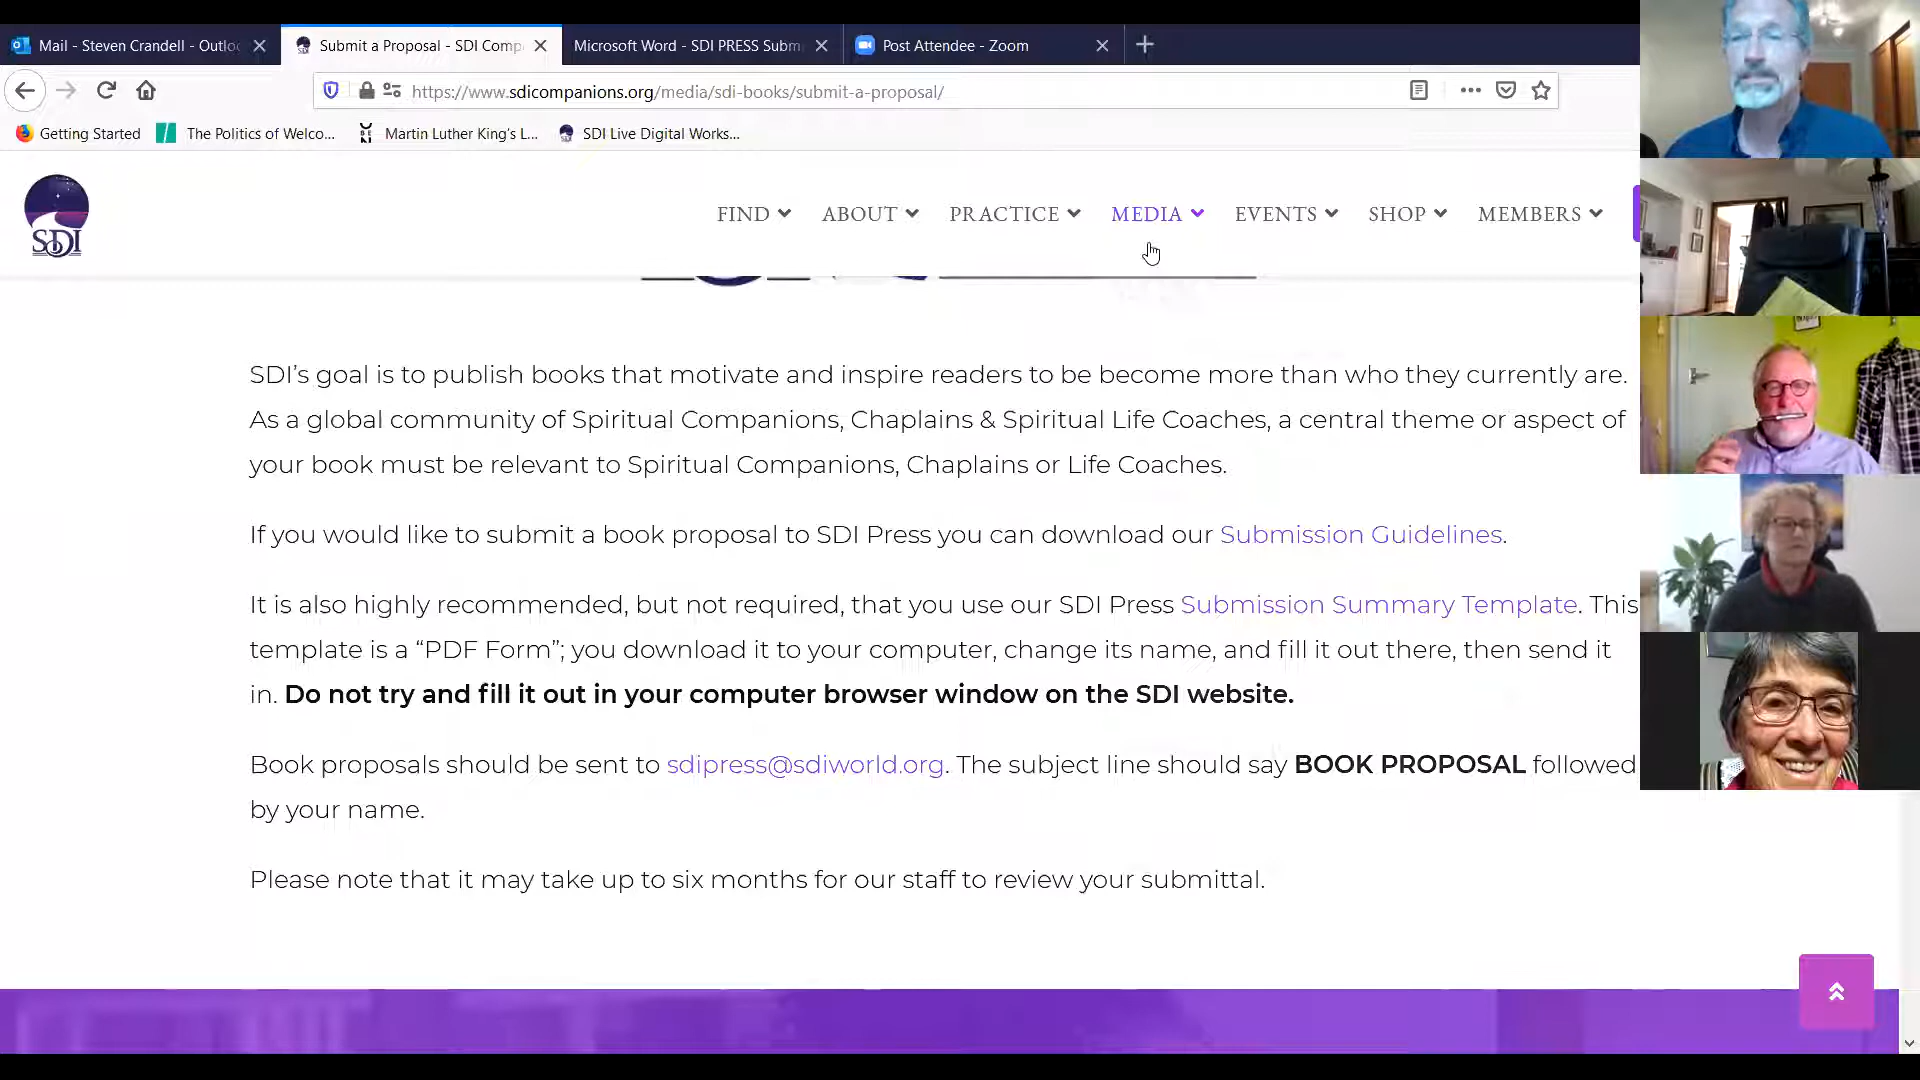 Mail - Steven Crandell - Outlo
Submit a Proposal - SDI Comp
Microsoft Word - SDI PRESS Subm
Post Attendee - Zoom
https://www.sdicompanions.org/media/sdi-books/submit-a-proposal/
Getting Started
The Politics of Welco...
Martin Luther King's L...
SDI Live Digital Works...
SDI
FIND
ABOUT
PRACTICE
MEDIA
EVENTS
SHOP
MEMBERS
SDI’s goal is to publish books that motivate and inspire readers to be become more than who they currently are.
As a global community of Spiritual Companions, Chaplains & Spiritual Life Coaches, a central theme or aspect of
your book must be relevant to Spiritual Companions, Chaplains or Life Coaches.
If you would like to submit a book proposal to SDI Press you can download our Submission Guidelines.
It is also highly recommended, but not required, that you use our SDI Press Submission Summary Template. This
template is a “PDF Form”; you download it to your computer, change its name, and fill it out there, then send it
in. Do not try and fill it out in your computer browser window on the SDI website.
Book proposals should be sent to sdipress@sdiworld.org. The subject line should say BOOK PROPOSAL followed
by your name.
Please note that it may take up to six months for our staff to review your submittal.